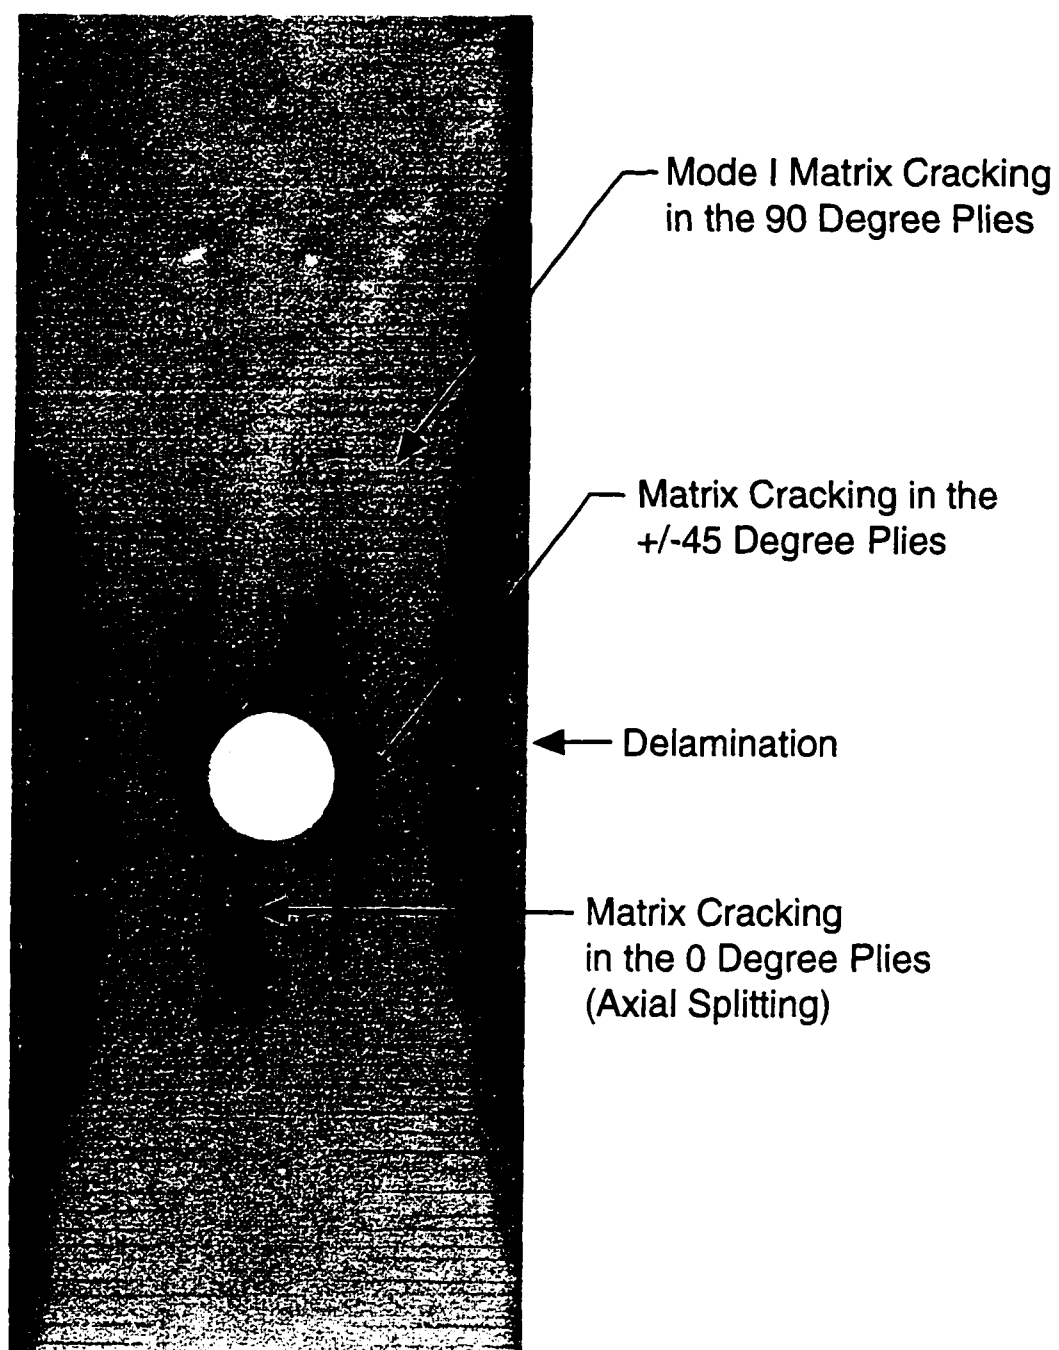 Mode I Matrix Cracking
in the 90 Degree Plies
Matrix Cracking in the
+/-45 Degree Plies
Delamination
Matrix Cracking
in the 0 Degree Plies
(Axial Splitting)